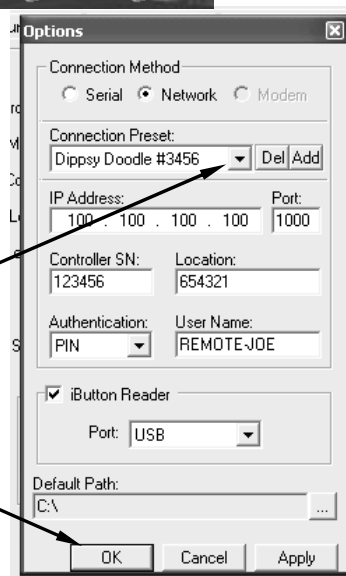 Options
Connection Method
Serial Network Modem
Connection Preset:
Dippsy Doodle #3456 Del Add
IP Address: Port:
100 . 100 . 100 . 100 1000
Controller SN: Location:
123456 654321
Authentication: User Name:
PIN REMOTE-JOE
iButton Reader
Port: USB
Default Path:
C:\ ...
OK Cancel Apply